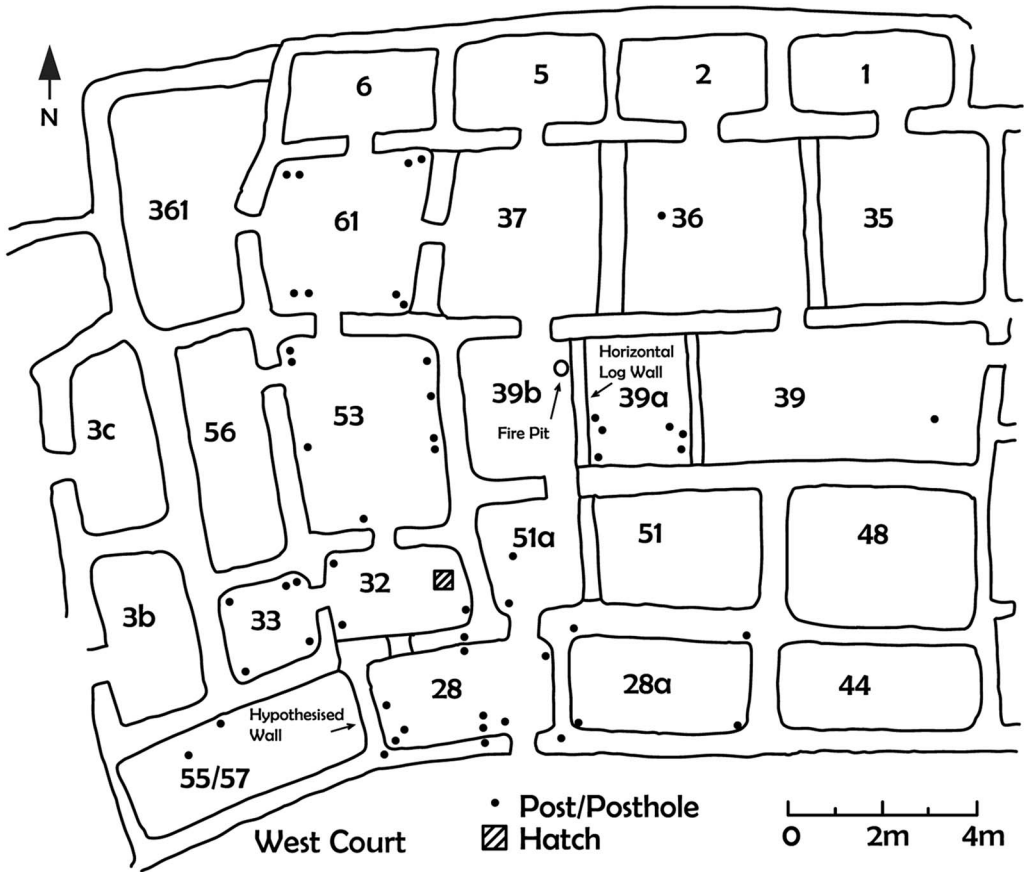 N
6
5
2
1
361
61
37
36
35
Horizontal
Log Wall
39b
39a
39
Fire Pit
3c
56
53
51a
51
48
32
33
3b
28
28a
44
Hypothesised
Wall
55/57
West Court
Post/Posthole
Hatch
0 2m 4m